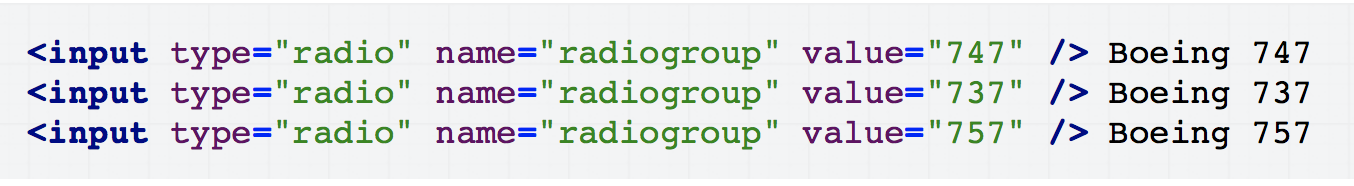 <input type="radio" name="radiogroup" value="747" /> Boeing 747
<input type="radio" name="radiogroup" value="737" /> Boeing 737
<input type="radio" name="radiogroup" value="757" /> Boeing 757